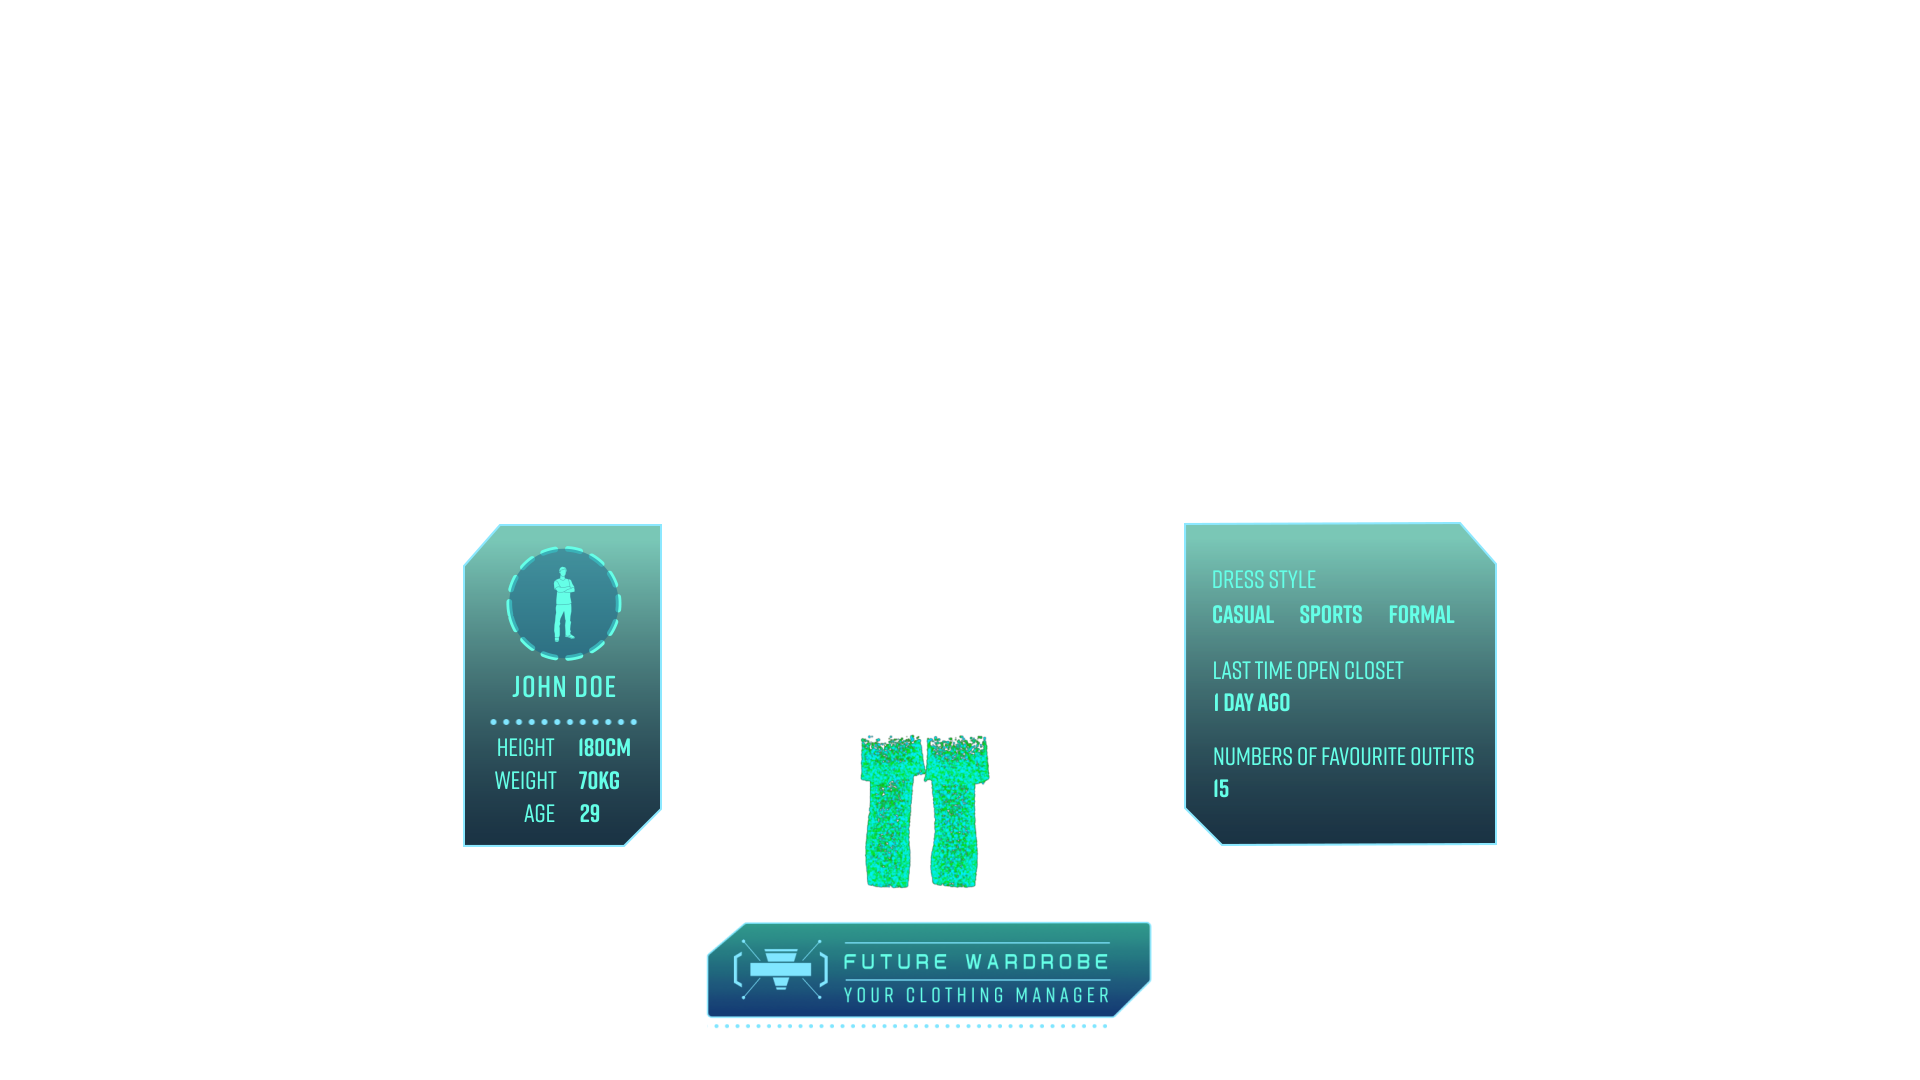 JOHN DOE
HEIGHT 180CM
WEIGHT 70KG
AGE 29
DRESS STYLE
CASUAL SPORTS FORMAL
LAST TIME OPEN CLOSET
1 DAY AGO
NUMBERS OF FAVOURITE OUTFITS
15
FUTURE WARDROBE
YOUR CLOTHING MANAGER